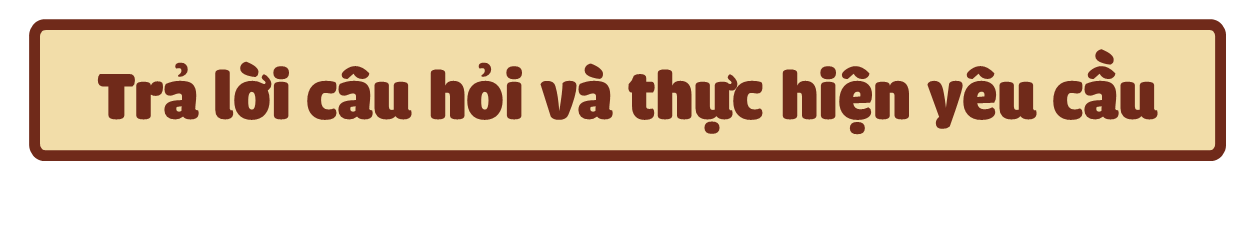 Trả lời câu hỏi và thực hiện yêu cầu